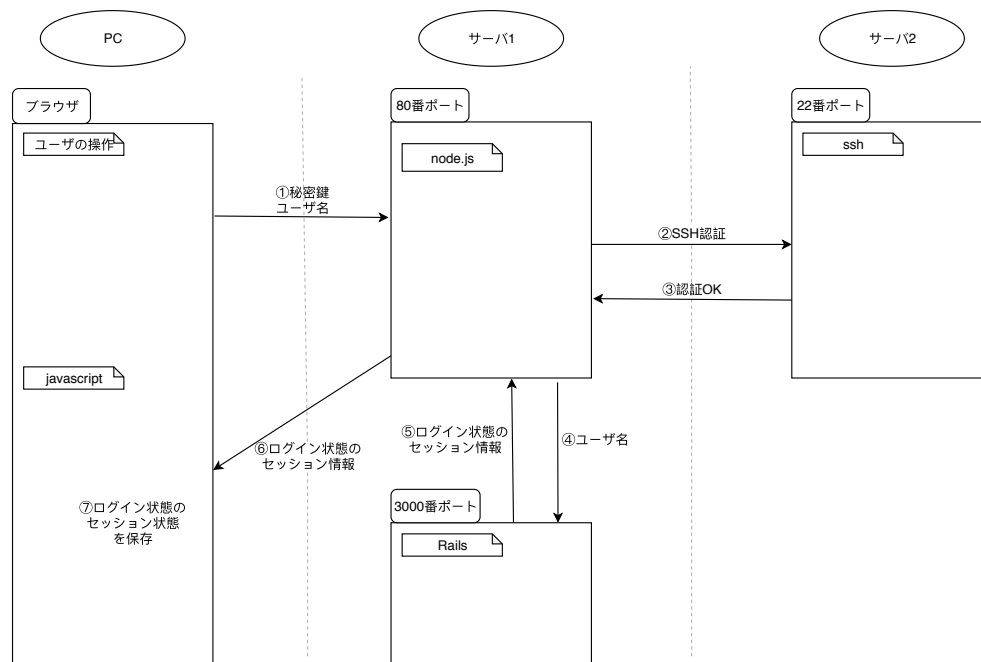 PC
サーバ1
サーバ2
ブラウザ
80番ポート
22番ポート
ユーザの操作
node.js
ssh
①秘密鍵
ユーザ名
②SSH認証
③認証OK
javascript
⑥ログイン状態の
セッション情報
⑤ログイン状態の
セッション情報
④ユーザ名
⑦ログイン状態の
セッション状態
を保存
3000番ポート
Rails